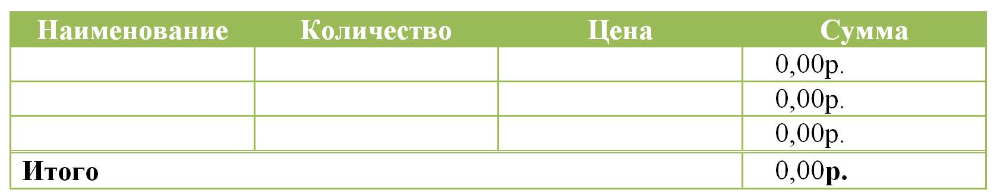 Наименование Количество Цена Сумма
0,00р.
0,00р.
0,00р.
Итого 0,00р.